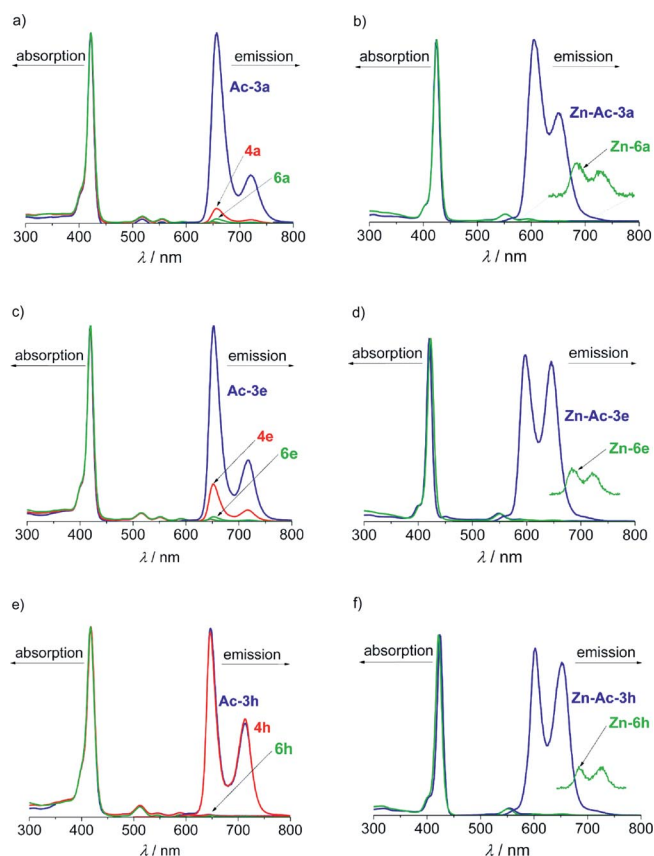 a)
absorption
emission
Ac-3a
4a
6a
300 400 500 600 700 800
λ / nm
b)
absorption
emission
Zn-Ac-3a
Zn-6a
300 400 500 600 700 800
λ / nm
c)
absorption
emission
Ac-3e
4e
6e
300 400 500 600 700 800
λ / nm
d)
absorption
emission
Zn-Ac-3e
Zn-6e
300 400 500 600 700 800
λ / nm
e)
absorption
emission
Ac-3h
4h
6h
300 400 500 600 700 800
λ / nm
f)
absorption
emission
Zn-Ac-3h
Zn-6h
300 400 500 600 700 800
λ / nm